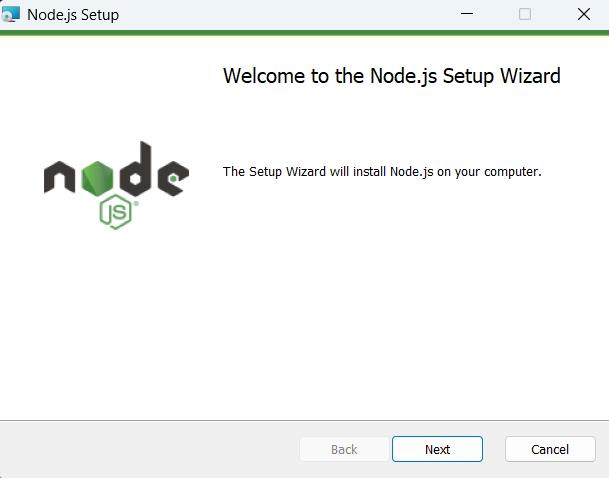 Node.js Setup
Welcome to the Node.js Setup Wizard
The Setup Wizard will install Node.js on your computer.
node
JS®
Back
Next
Cancel